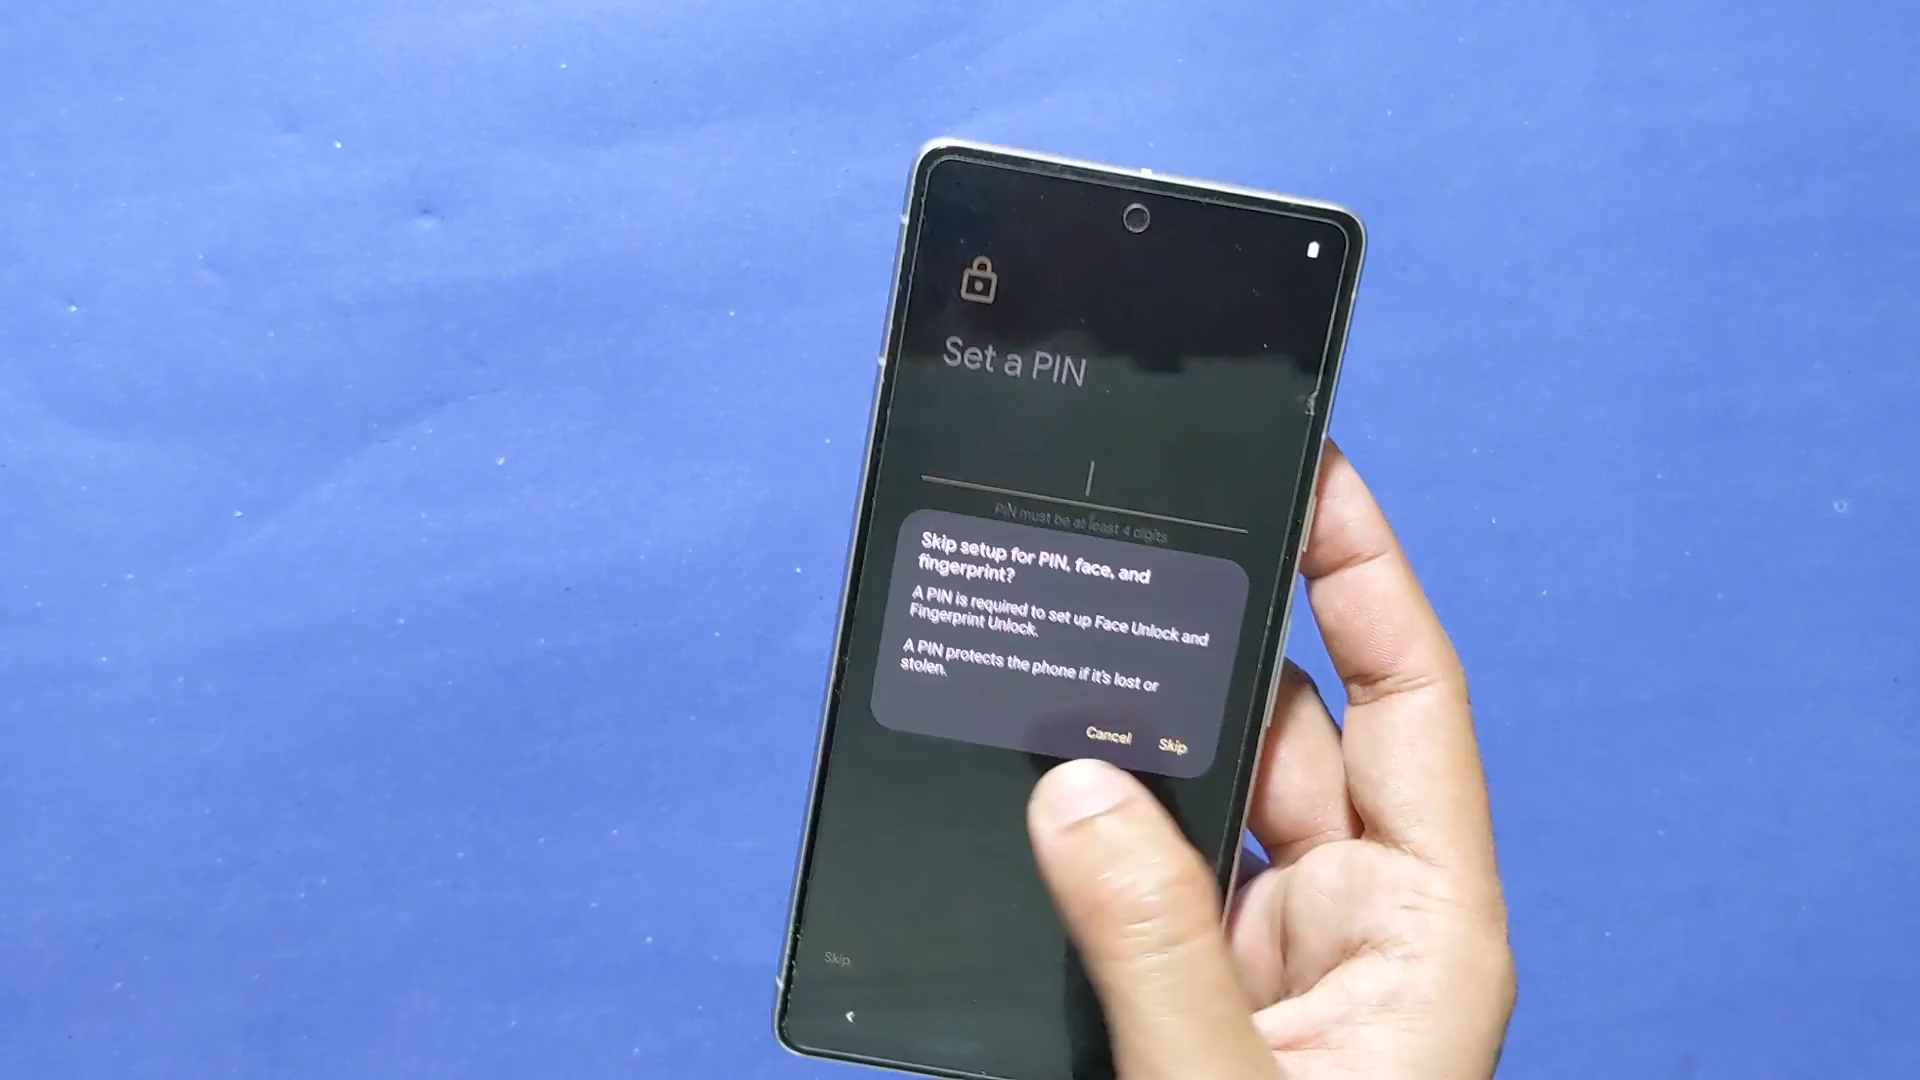 Set a PIN
PIN must be at least 4 digits
Skip setup for PIN, face, and
fingerprint?
A PIN is required to set up Face Unlock and
Fingerprint Unlock.
A PIN protects the phone if it's lost or
stolen.
Cancel Skip
Skip